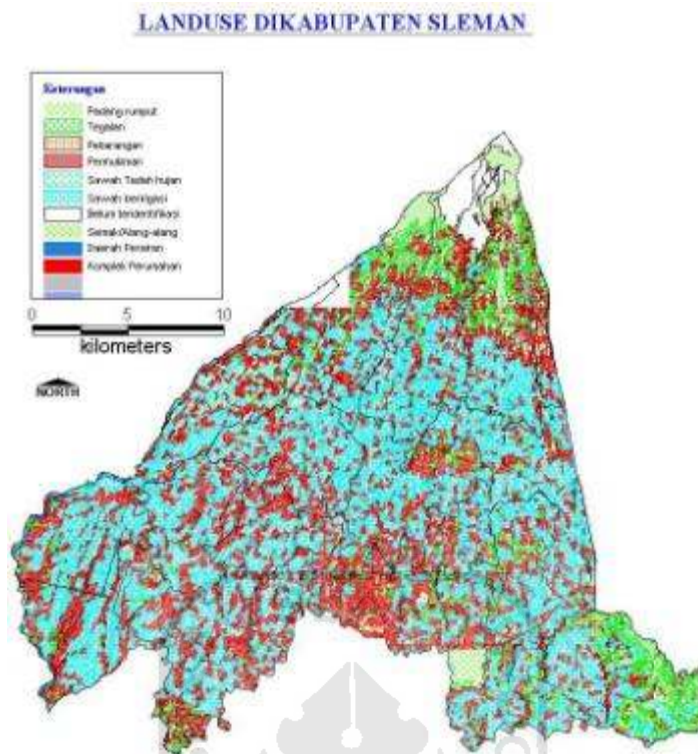 LANDUSE DIKABUPATEN SLEMAN
Keterangan
Padang rumput
Tegalan
Pekarangan
Permukiman
Sawah Tadah hujan
Sawah beririgasi
Belum teridentifikasi
Semak/Alang-alang
Daerah Perairan
Komplek Perumahan
0 5 10
kilometers
NORTH